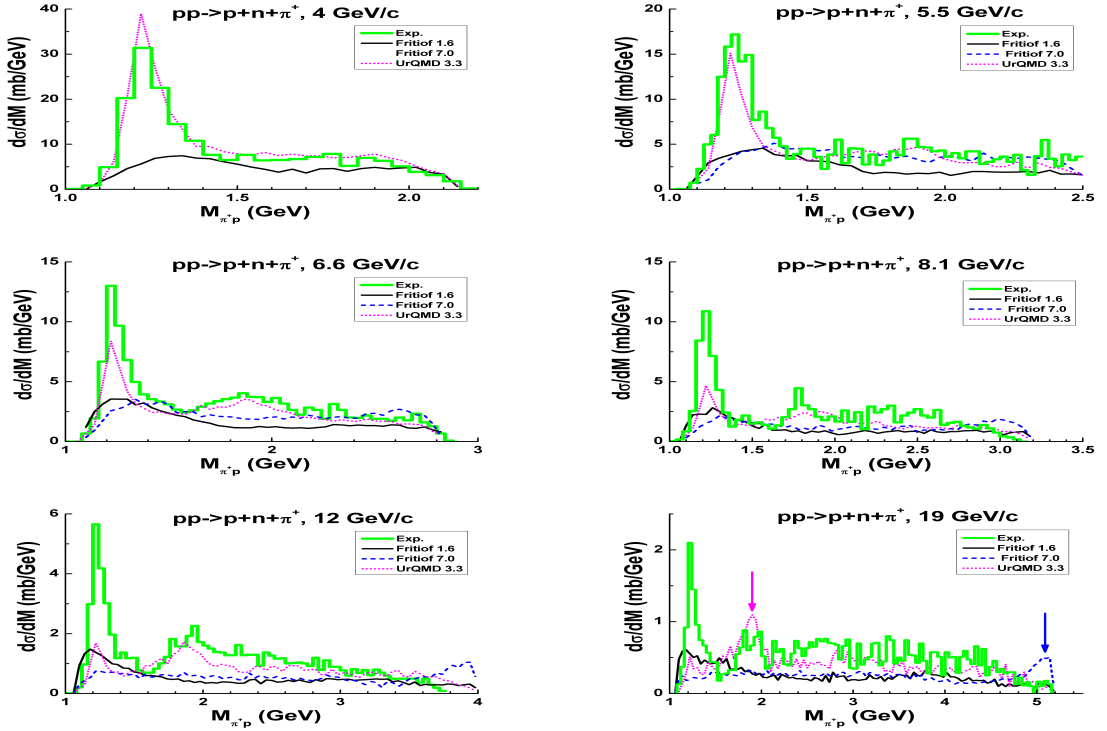 pp->p+n+π⁺, 4 GeV/c
dσ/dM (mb/GeV)
40
30
20
10
0
Exp.
Fritiof 1.6
Fritiof 7.0
UrQMD 3.3
1.0
1.5
2.0
M π⁺p (GeV)
pp->p+n+π⁺, 5.5 GeV/c
dσ/dM (mb/GeV)
20
15
10
5
0
Exp.
Fritiof 1.6
Fritiof 7.0
UrQMD 3.3
1.0
1.5
2.0
2.5
M π⁺p (GeV)
pp->p+n+π⁺, 6.6 GeV/c
dσ/dM (mb/GeV)
15
10
5
0
Exp.
Fritiof 1.6
Fritiof 7.0
UrQMD 3.3
1
2
3
M π⁺p (GeV)
pp->p+n+π⁺, 8.1 GeV/c
dσ/dM (mb/GeV)
15
10
5
0
Exp.
Fritiof 1.6
Fritiof 7.0
UrQMD 3.3
1.0
1.5
2.0
2.5
3.0
3.5
M π⁺p (GeV)
pp->p+n+π⁺, 12 GeV/c
dσ/dM (mb/GeV)
6
4
2
0
Exp.
Fritiof 1.6
Fritiof 7.0
UrQMD 3.3
1
2
3
4
M π⁺p (GeV)
pp->p+n+π⁺, 19 GeV/c
dσ/dM (mb/GeV)
2
1
0
Exp.
Fritiof 1.6
Fritiof 7.0
UrQMD 3.3
1
2
3
4
5
M π⁺p (GeV)